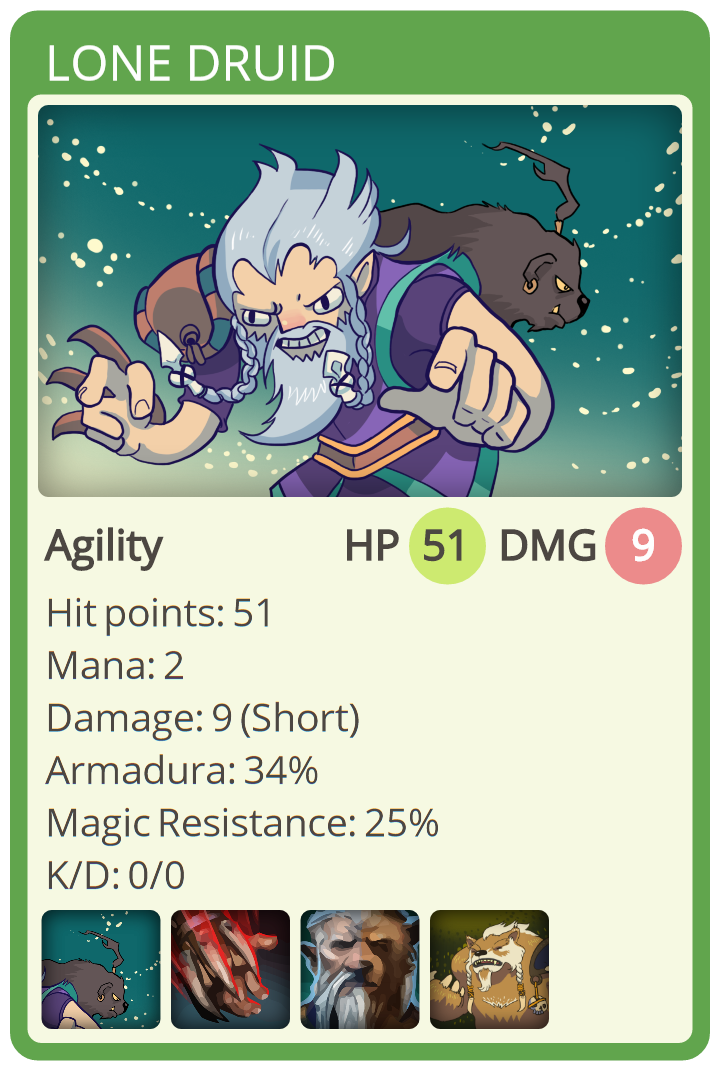 LONE DRUID
Agility HP 51 DMG 9
Hit points: 51
Mana: 2
Damage: 9 (Short)
Armadura: 34%
Magic Resistance: 25%
K/D: 0/0